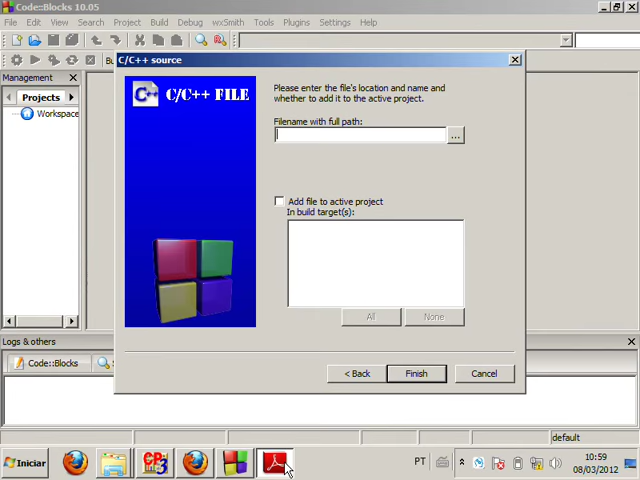 Code::Blocks 10.05
File Edit View Search Project Build Debug wxSmith Tools Plugins Settings Help
C/C++ source
Management
Projects
Workspace
C++
C/C++ FILE
Please enter the file's location and name and
whether to add it to the active project.
Filename with full path:
...
Add file to active project
In build target(s):
All
None
Logs & others
Code::Blocks
< Back
Finish
Cancel
default
Iniciar
PT
10:59
08/03/2012